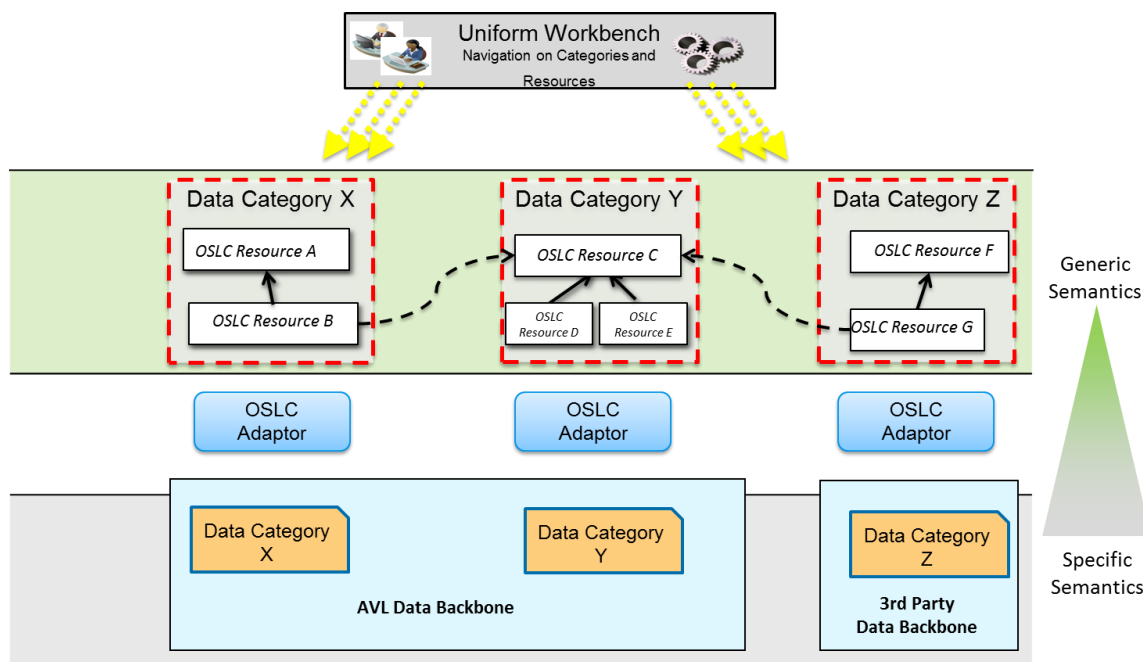 Uniform Workbench
Navigation on Categories and
Resources
Data Category X
OSLC Resource A
OSLC Resource B
Data Category Y
OSLC Resource C
OSLC
Resource D
OSLC
Resource E
Data Category Z
OSLC Resource F
OSLC Resource G
Generic
Semantics
OSLC
Adaptor
OSLC
Adaptor
OSLC
Adaptor
Data Category
X
Data Category
Y
AVL Data Backbone
Data Category
Z
3rd Party
Data Backbone
Specific
Semantics